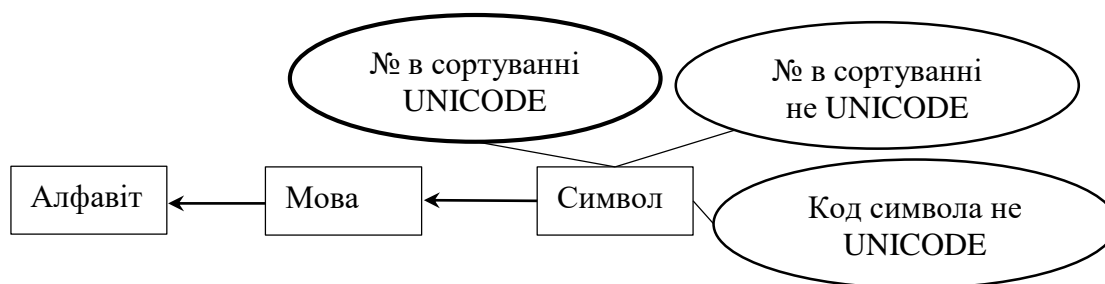 № в сортуванні
UNICODE
№ в сортуванні
не UNICODE
Алфавіт
Мова
Символ
Код символа не
UNICODE